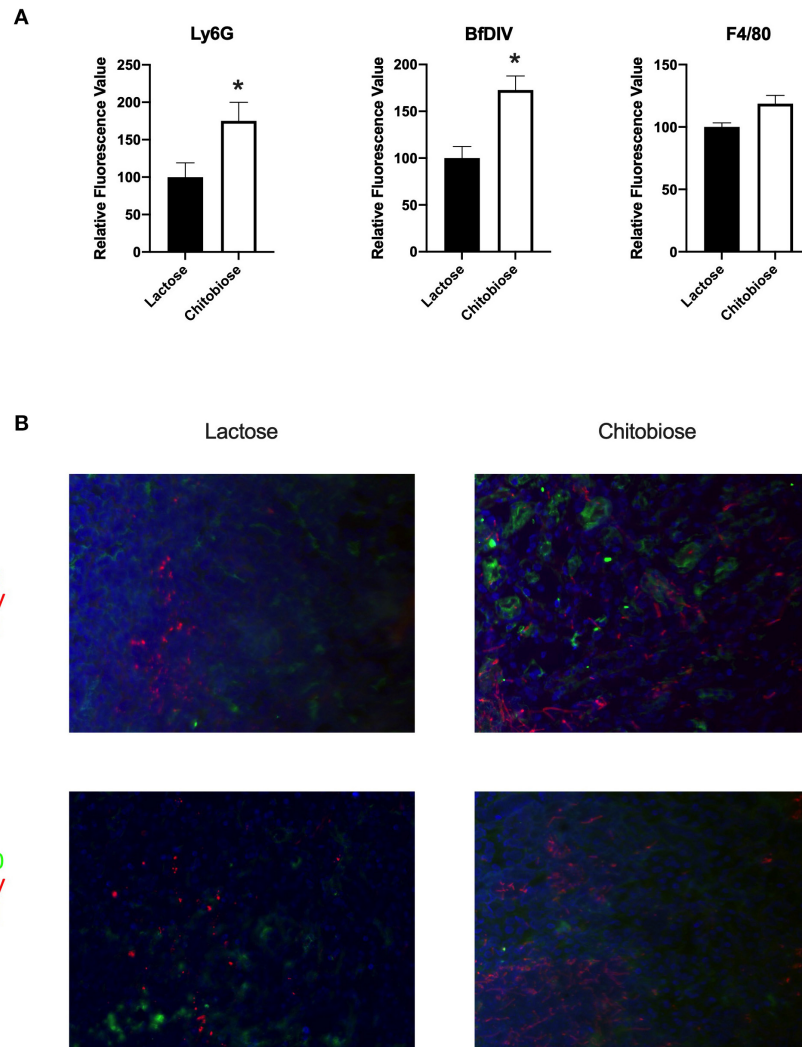 A
Ly6G
BfDIV
F4/80
Relative Fluorescence Value
250
200
150
100
50
0
Lactose
Chitobiose
*
Relative Fluorescence Value
200
150
100
50
0
Lactose
Chitobiose
*
Relative Fluorescence Value
150
100
50
0
Lactose
Chitobiose
B
Lactose
Chitobiose